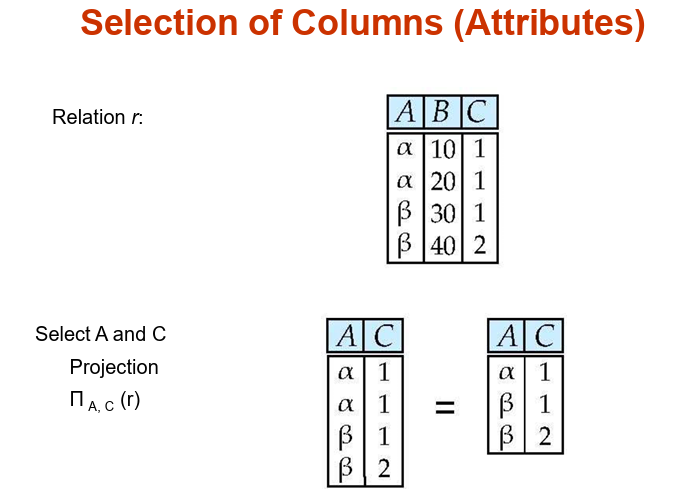 Selection of Columns (Attributes)
Relation r:
A B C
α 10 1
α 20 1
β 30 1
β 40 2
Select A and C
Projection
Π A, C (r)
A C
α 1
α 1
β 1
β 2
=
A C
α 1
β 1
β 2